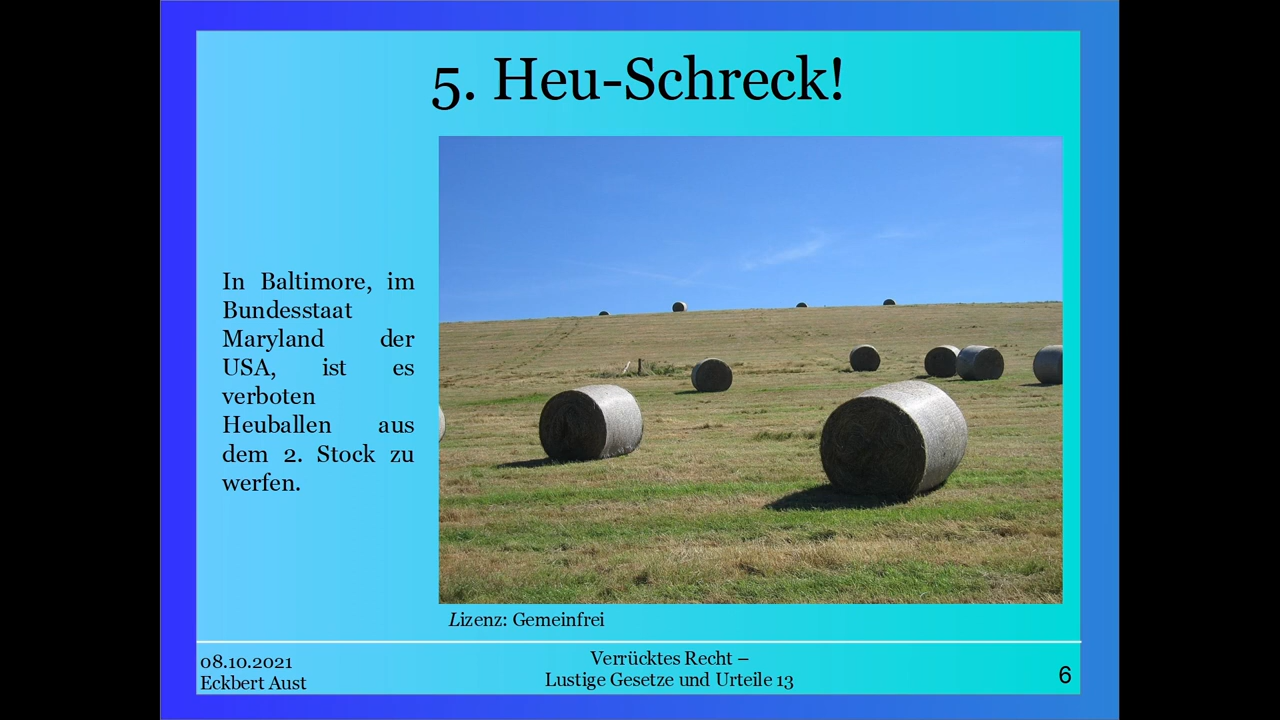 5. Heu-Schreck!
In Baltimore, im
Bundesstaat
Maryland der
USA, ist es
verboten
Heuballen aus
dem 2. Stock zu
werfen.
Lizenz: Gemeinfrei
08.10.2021
Eckbert Aust
Verrücktes Recht –
Lustige Gesetze und Urteile 13
6